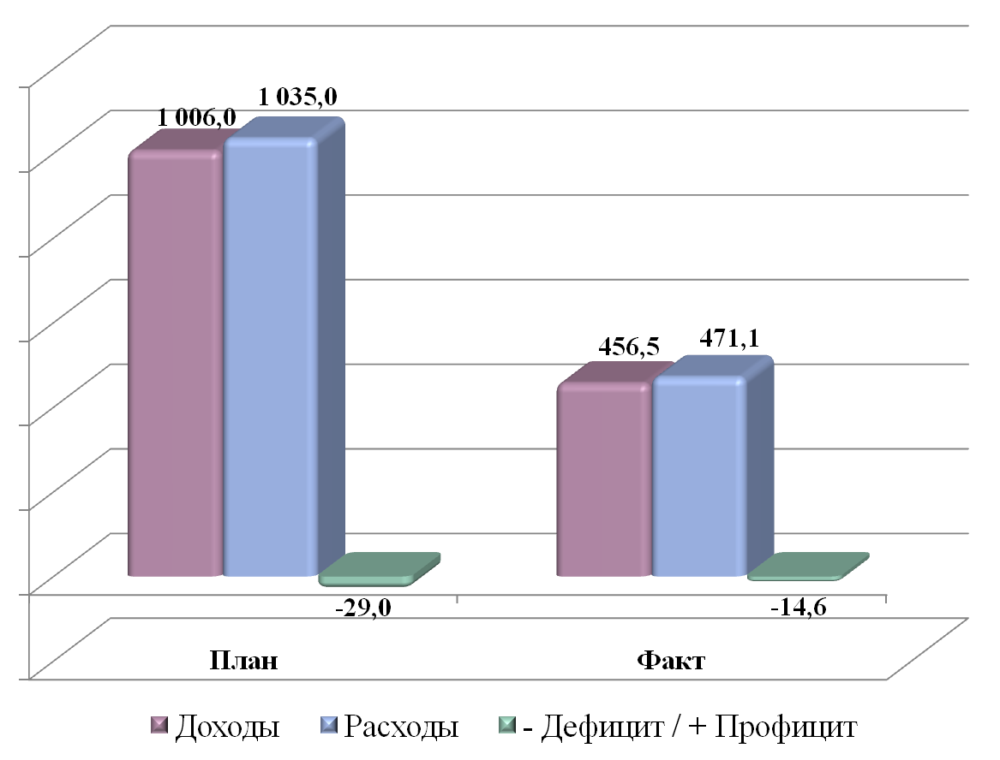 1 006,0
1 035,0
-29,0
456,5
471,1
-14,6
План
Факт
Доходы
Расходы
- Дефицит / + Профицит